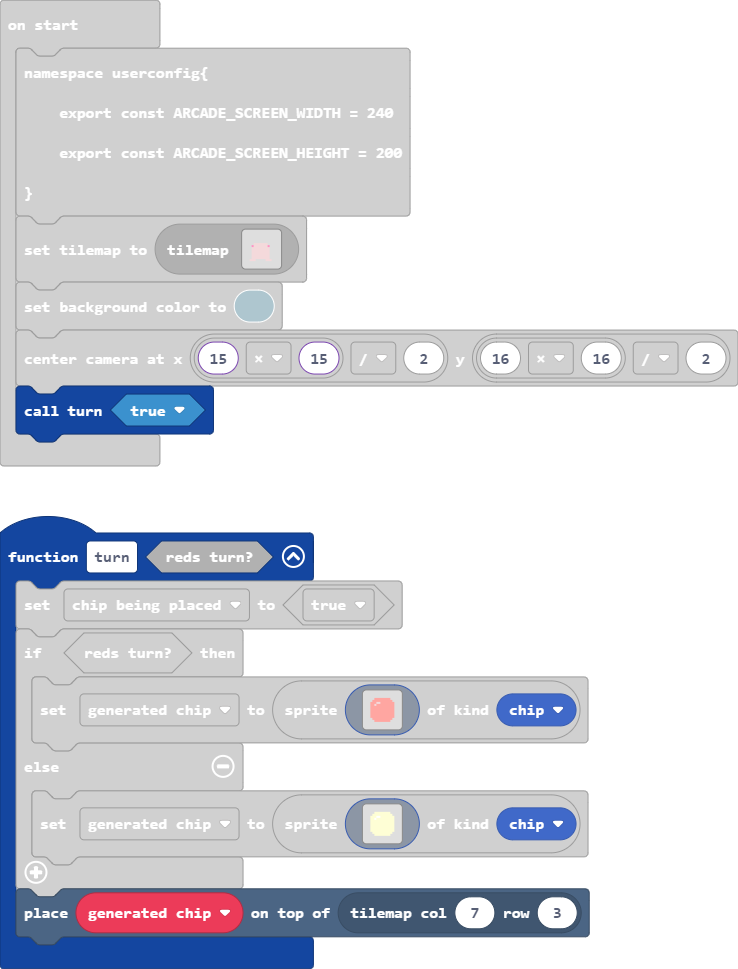 on start
namespace userconfig{
export const ARCADE_SCREEN_WIDTH = 240
export const ARCADE_SCREEN_HEIGHT = 200
}
set tilemap to tilemap
set background color to
center camera at x 15 × 15 / 2 y 16 × 16 / 2
call turn true
function turn reds turn?
set chip being placed to true
if reds turn? then
set generated chip to sprite of kind chip
else
set generated chip to sprite of kind chip
place generated chip on top of tilemap col 7 row 3